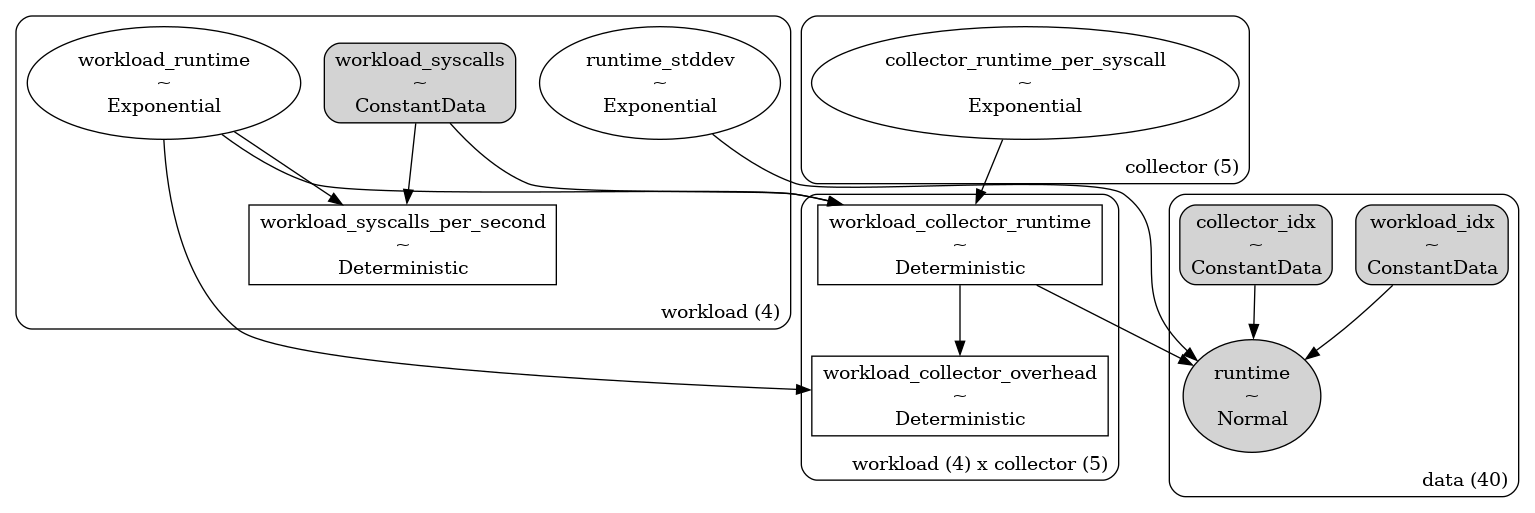 workload_runtime
~
Exponential
workload_syscalls
~
ConstantData
runtime_stddev
~
Exponential
workload_syscalls_per_second
~
Deterministic
workload (4)
collector_runtime_per_syscall
~
Exponential
collector (5)
workload_collector_runtime
~
Deterministic
workload_collector_overhead
~
Deterministic
workload (4) x collector (5)
collector_idx
~
ConstantData
workload_idx
~
ConstantData
runtime
~
Normal
data (40)